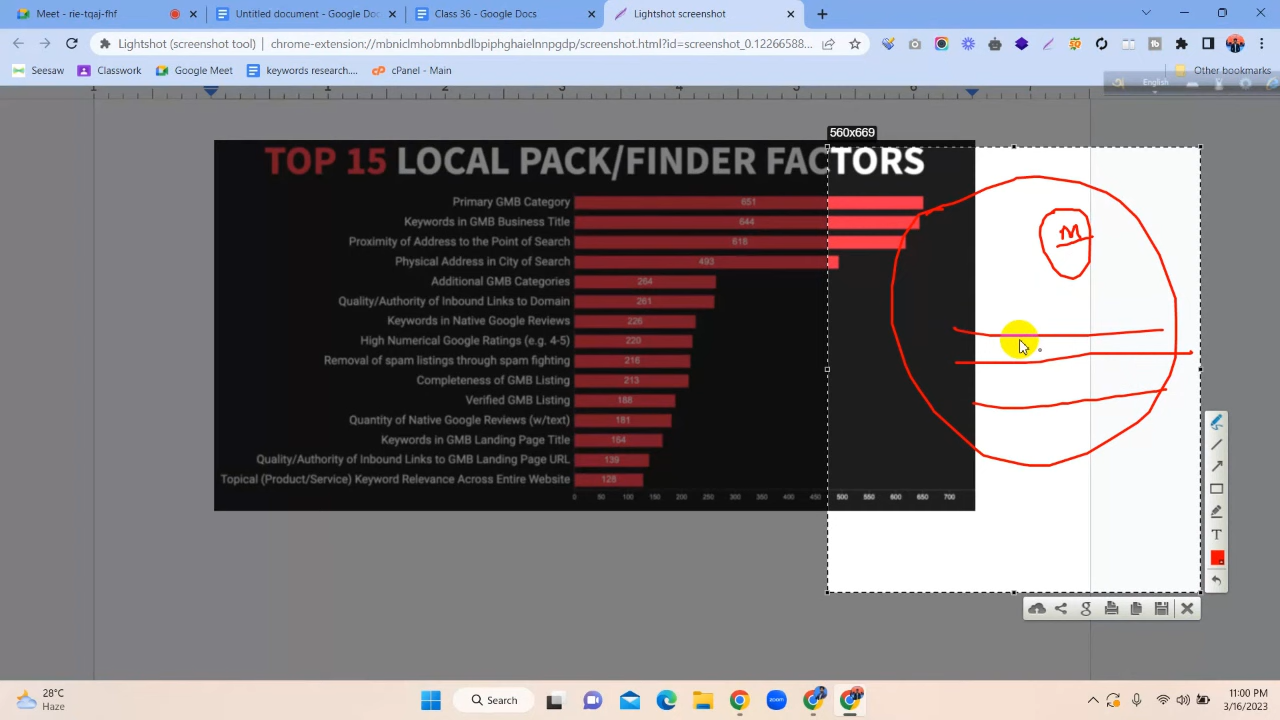 Meet - rie-tqaj-fhf
Untitled document - Google Docs
Class 36 - Google Docs
Lightshot screenshot
Lightshot (screenshot tool) | chrome-extension://mbniclmhobmnbdlbpiphghaielnnpgdp/screenshot.html?id=screenshot_0.12266588...
Seesaw
Classwork
Google Meet
keywords research....
cPanel - Main
Other bookmarks
English
560x669
TOP 15 LOCAL PACK/FINDER FACTORS
Primary GMB Category 651
Keywords in GMB Business Title 644
Proximity of Address to the Point of Search 618
Physical Address in City of Search 493
Additional GMB Categories 264
Quality/Authority of Inbound Links to Domain 261
Keywords in Native Google Reviews 226
High Numerical Google Ratings (e.g. 4-5) 220
Removal of spam listings through spam fighting 216
Completeness of GMB Listing 213
Verified GMB Listing 188
Quantity of Native Google Reviews (w/text) 181
Keywords in GMB Landing Page Title 164
Quality/Authority of Inbound Links to GMB Landing Page URL 139
Topical (Product/Service) Keyword Relevance Across Entire Website 128
0 50 100 150 200 250 300 350 400 450 500 550 600 650 700
M
T
28°C
Haze
Search
zoom
11:00 PM
3/16/2023